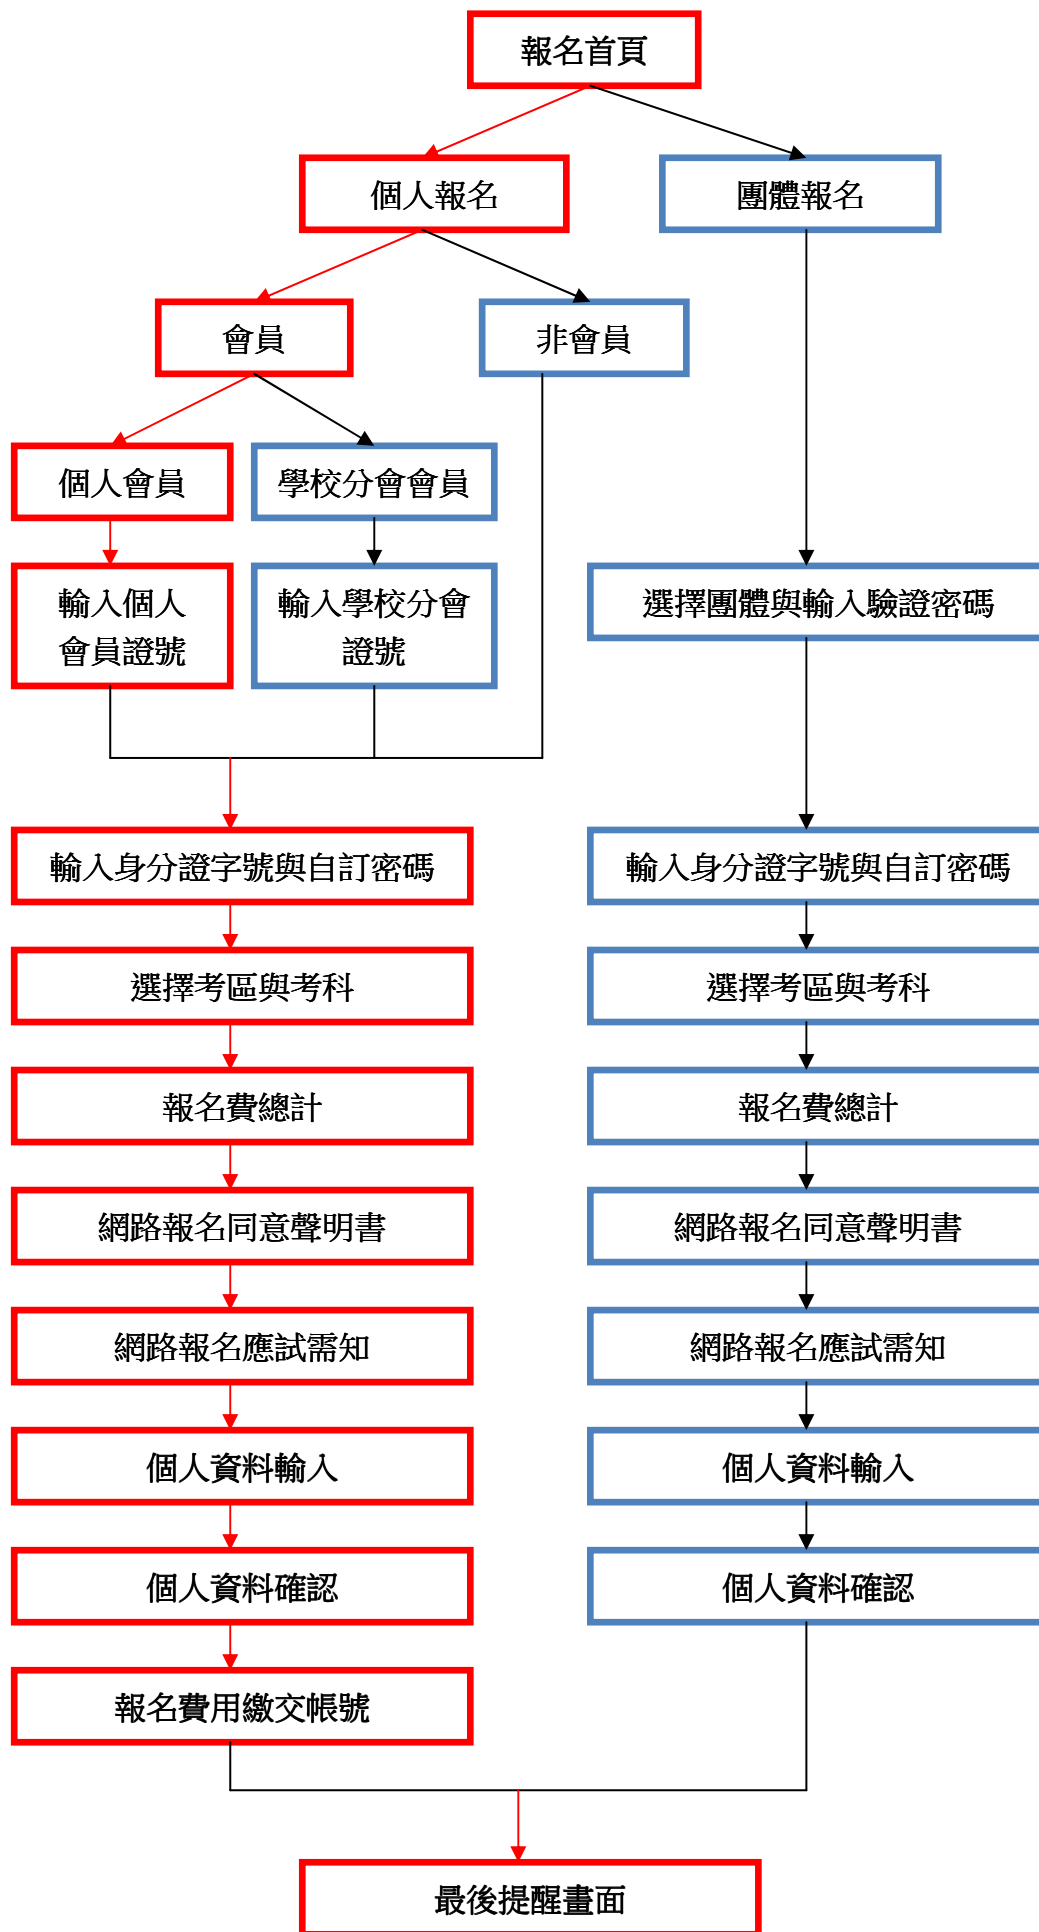 報名首頁
個人報名
團體報名
會員
非會員
個人會員
學校分會會員
輸入個人
會員證號
輸入學校分會
證號
選擇團體與輸入驗證密碼
輸入身分證字號與自訂密碼
輸入身分證字號與自訂密碼
選擇考區與考科
選擇考區與考科
報名費總計
報名費總計
網路報名同意聲明書
網路報名同意聲明書
網路報名應試需知
網路報名應試需知
個人資料輸入
個人資料輸入
個人資料確認
個人資料確認
報名費用繳交帳號
最後提醒畫面